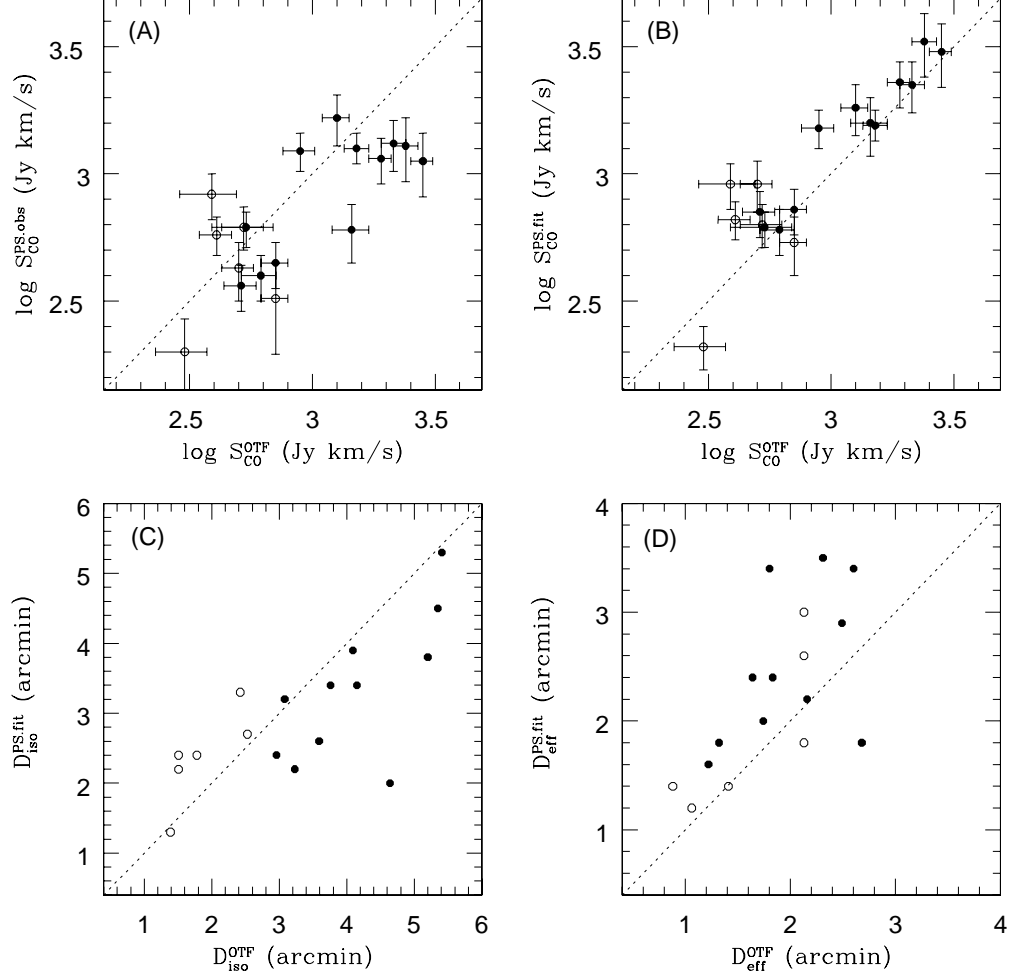 (A)
3.5
3
2.5
log S_CO^PS.obs (Jy km/s)
2.5 3 3.5
log S_CO^OTF (Jy km/s)
(B)
3.5
3
2.5
log S_CO^PS.fit (Jy km/s)
2.5 3 3.5
log S_CO^OTF (Jy km/s)
(C)
6
5
4
3
2
1
D_iso^PS.fit (arcmin)
1 2 3 4 5 6
D_iso^OTF (arcmin)
(D)
4
3
2
1
D_eff^PS.fit (arcmin)
1 2 3 4
D_eff^OTF (arcmin)